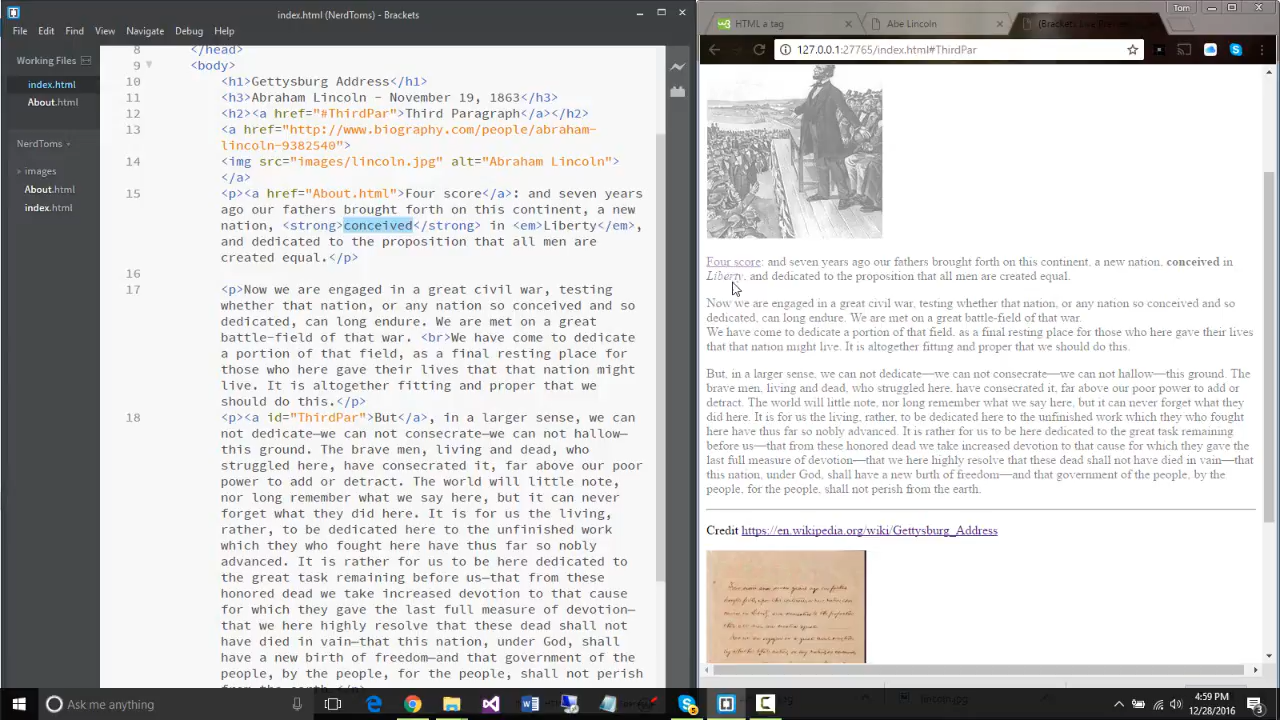 index.html (NerdToms) - Brackets
File Edit Find View Navigate Debug Help
Working Files
index.html
About.html
NerdToms
images
About.html
index.html
8 </head>
9 <body>
10 <h1>Gettysburg Address</h1>
11 <h3>Abraham Lincoln - November 19, 1863</h3>
12 <h2><a href="#ThirdPar">Third Paragraph</a></h2>
13 <a href="http://www.biography.com/people/abraham-
lincoln-9382540">
14 <img src="images/lincoln.jpg" alt="Abraham Lincoln">
</a>
15 <p><a href="About.html">Four score</a>: and seven years
ago our fathers brought forth on this continent, a new
nation, <strong>conceived</strong> in <em>Liberty</em>,
and dedicated to the proposition that all men are
created equal.</p>
16
17 <p>Now we are engaged in a great civil war, testing
whether that nation, or any nation so conceived and so
dedicated, can long endure. We are met on a great
battle-field of that war. <br>We have come to dedicate
a portion of that field, as a final resting place for
those who here gave their lives that that nation might
live. It is altogether fitting and proper that we
should do this.</p>
18 <p><a id="ThirdPar">But</a>, in a larger sense, we can
not dedicate—we can not consecrate—we can not hallow—
this ground. The brave men, living and dead, who
struggled here, have consecrated it, far above our poor
power to add or detract. The world will little note,
nor long remember what we say here, but it can never
forget what they did here. It is for us the living,
rather, to be dedicated here to the unfinished work
which they who fought here have thus far so nobly
advanced. It is rather for us to be here dedicated to
the great task remaining before us—that from these
honored dead we take increased devotion to that cause
for which they gave the last full measure of devotion—
that we here highly resolve that these dead shall not
have died in vain—that this nation, under God, shall
have a new birth of freedom—and that government of the
people, by the people, for the people, shall not perish
from the earth.</p>
HTML a tag
Abe Lincoln
(Brackets Live Preview)
Tom
127.0.0.1:27765/index.html#ThirdPar
Four score: and seven years ago our fathers brought forth on this continent, a new nation, conceived in
Liberty, and dedicated to the proposition that all men are created equal.
Now we are engaged in a great civil war, testing whether that nation, or any nation so conceived and so
dedicated, can long endure. We are met on a great battle-field of that war.
We have come to dedicate a portion of that field, as a final resting place for those who here gave their lives
that that nation might live. It is altogether fitting and proper that we should do this.
But, in a larger sense, we can not dedicate—we can not consecrate—we can not hallow—this ground. The
brave men, living and dead, who struggled here, have consecrated it, far above our poor power to add or
detract. The world will little note, nor long remember what we say here, but it can never forget what they
did here. It is for us the living, rather, to be dedicated here to the unfinished work which they who fought
here have thus far so nobly advanced. It is rather for us to be here dedicated to the great task remaining
before us—that from these honored dead we take increased devotion to that cause for which they gave the
last full measure of devotion—that we here highly resolve that these dead shall not have died in vain—that
this nation, under God, shall have a new birth of freedom—and that government of the people, by the
people, for the people, shall not perish from the earth.
Credit https://en.wikipedia.org/wiki/Gettysburg_Address
Ask me anything
lincoln.jpg
4:59 PM
12/28/2016